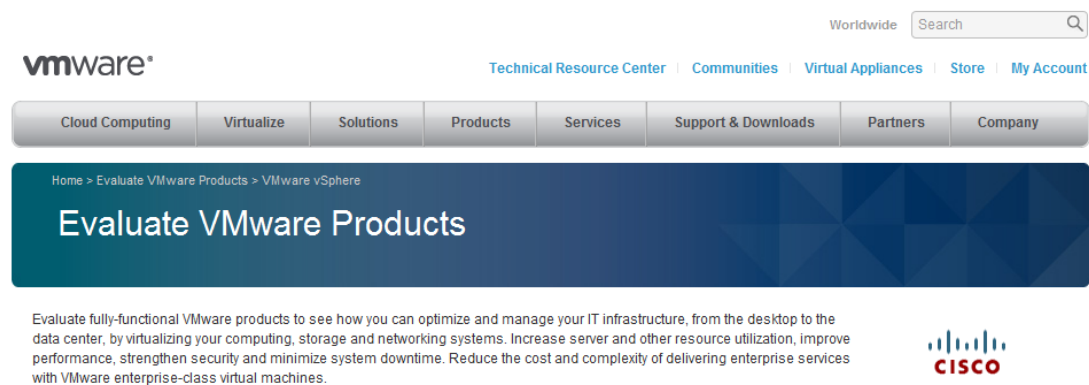 Worldwide Search
vmware®
Technical Resource Center Communities Virtual Appliances Store My Account
Cloud Computing Virtualize Solutions Products Services Support & Downloads Partners Company
Home > Evaluate VMware Products > VMware vSphere
Evaluate VMware Products
Evaluate fully-functional VMware products to see how you can optimize and manage your IT infrastructure, from the desktop to the
data center, by virtualizing your computing, storage and networking systems. Increase server and other resource utilization, improve
performance, strengthen security and minimize system downtime. Reduce the cost and complexity of delivering enterprise services
with VMware enterprise-class virtual machines.
CISCO